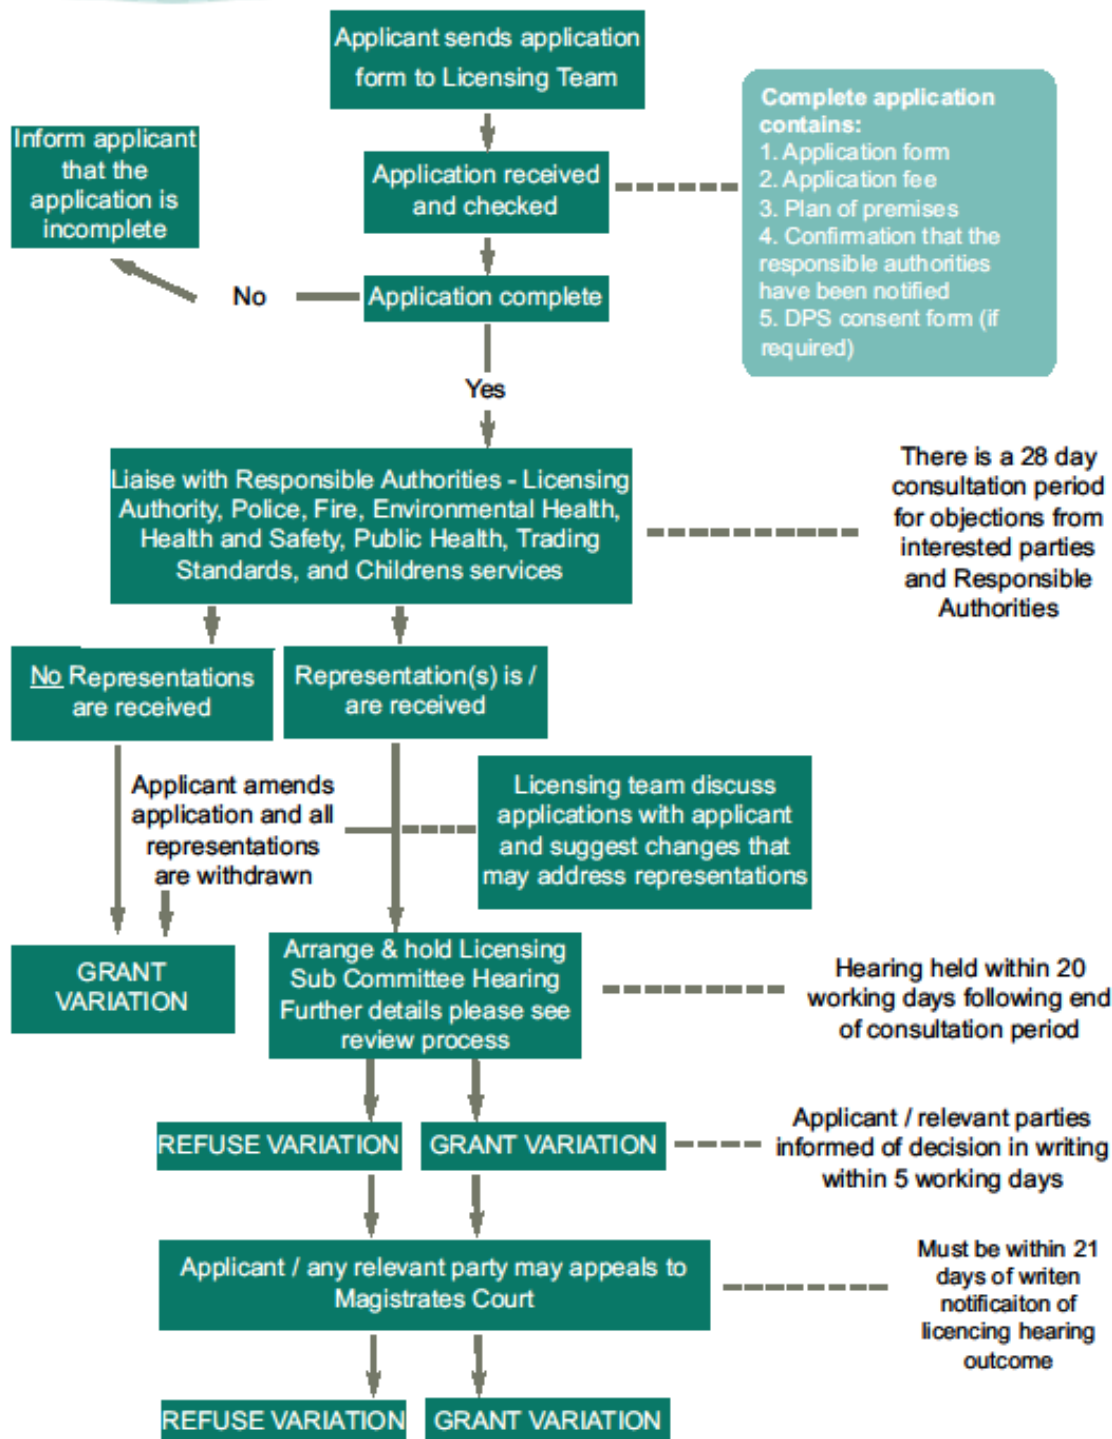 Applicant sends application
form to Licensing Team
Complete application
contains:
1. Application form
2. Application fee
3. Plan of premises
4. Confirmation that the
responsible authorities
have been notified
5. DPS consent form (if
required)
Inform applicant
that the
application is
incomplete
Application received
and checked
No
Application complete
Yes
Liaise with Responsible Authorities - Licensing
Authority, Police, Fire, Environmental Health,
Health and Safety, Public Health, Trading
Standards, and Childrens services
There is a 28 day
consultation period
for objections from
interested parties
and Responsible
Authorities
No Representations
are received
Representation(s) is /
are received
Applicant amends
application and all
representations
are withdrawn
Licensing team discuss
applications with applicant
and suggest changes that
may address representations
GRANT
VARIATION
Arrange & hold Licensing
Sub Committee Hearing
Further details please see
review process
Hearing held within 20
working days following end
of consultation period
REFUSE VARIATION
GRANT VARIATION
Applicant / relevant parties
informed of decision in writing
within 5 working days
Applicant / any relevant party may appeals to
Magistrates Court
Must be within 21
days of writen
notificaiton of
licencing hearing
outcome
REFUSE VARIATION
GRANT VARIATION